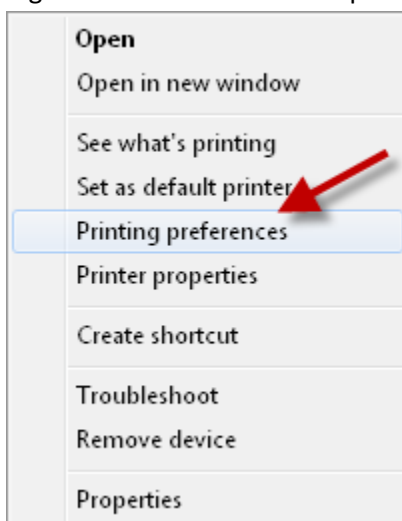 Open
Open in new window
See what's printing
Set as default printer
Printing preferences
Printer properties
Create shortcut
Troubleshoot
Remove device
Properties